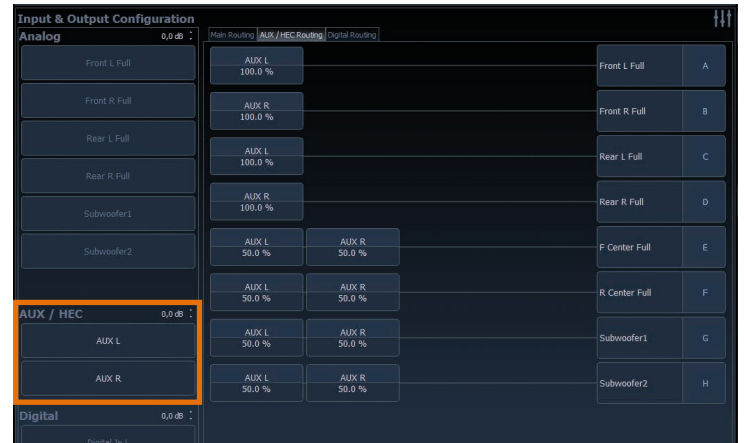 Input & Output Configuration
Analog 0,0 dB
Front L Full
Front R Full
Rear L Full
Rear R Full
Subwoofer1
Subwoofer2
AUX / HEC 0,0 dB
AUX L
AUX R
Digital 0,0 dB
Digital In L
Main Routing AUX / HEC Routing Digital Routing
AUX L
100.0 %
Front L Full A
AUX R
100.0 %
Front R Full B
AUX L
100.0 %
Rear L Full C
AUX R
100.0 %
Rear R Full D
AUX L AUX R
50.0 % 50.0 %
F Center Full E
AUX L AUX R
50.0 % 50.0 %
R Center Full F
AUX L AUX R
50.0 % 50.0 %
Subwoofer1 G
AUX L AUX R
50.0 % 50.0 %
Subwoofer2 H